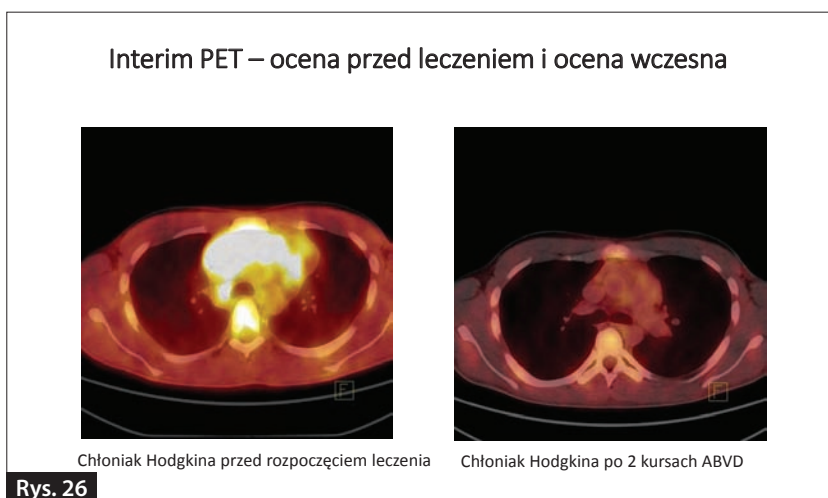 Interim PET – ocena przed leczeniem i ocena wczesna
F
F
Chłoniak Hodgkina przed rozpoczęciem leczenia
Chłoniak Hodgkina po 2 kursach ABVD
Rys. 26